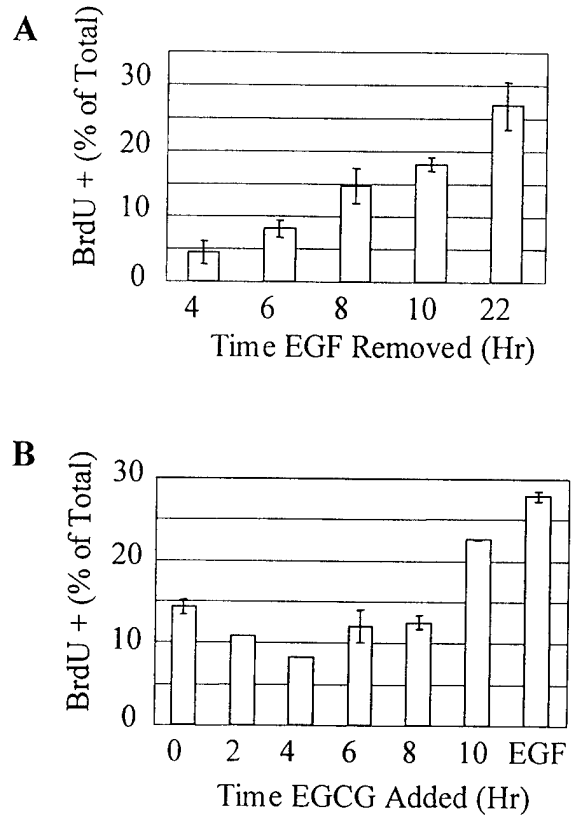 A
BrdU + (% of Total)
30
20
10
0
4 6 8 10 22
Time EGF Removed (Hr)
B
BrdU + (% of Total)
30
20
10
0
0 2 4 6 8 10 EGF
Time EGCG Added (Hr)